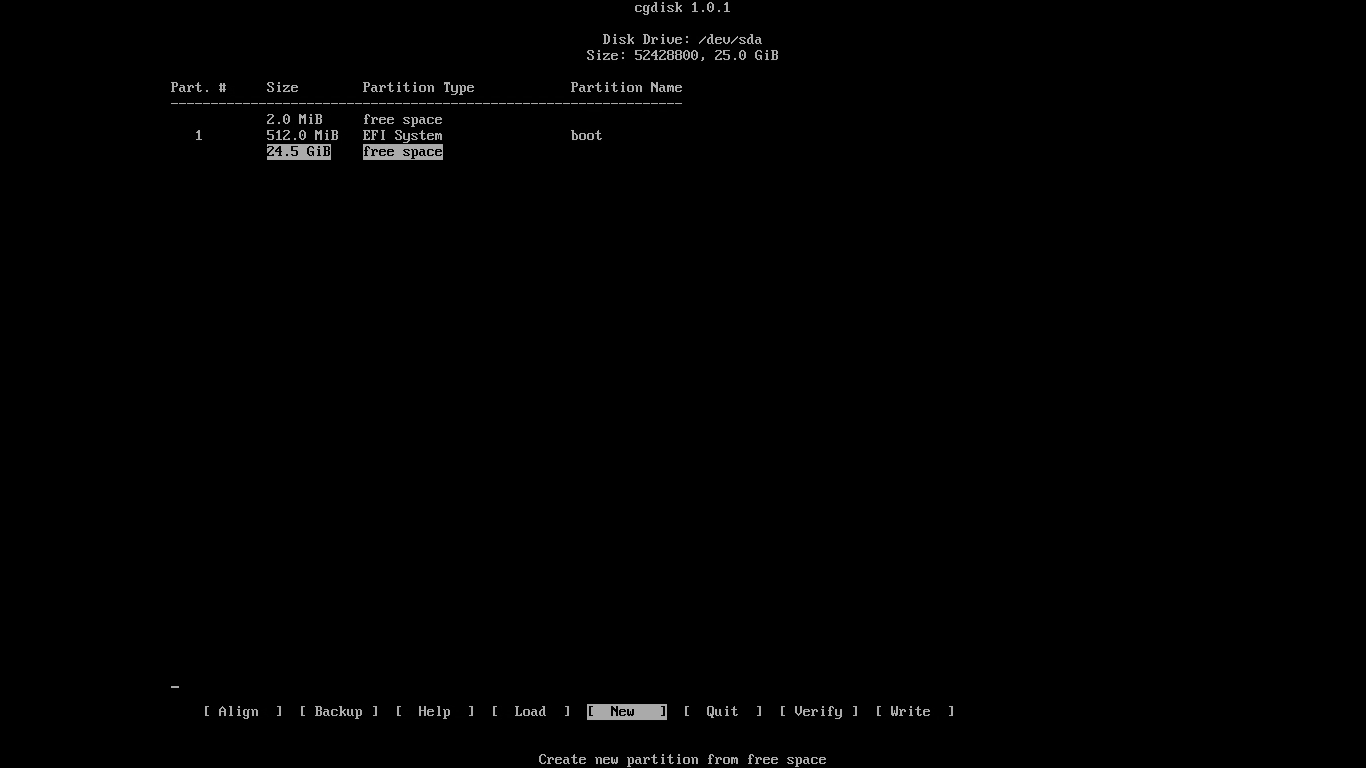 cgdisk 1.0.1
Disk Drive: /dev/sda
Size: 52428800, 25.0 GiB
Part. # Size Partition Type Partition Name
----------------------------------------------------------------
2.0 MiB free space
1 512.0 MiB EFI System boot
24.5 GiB free space
[ Align ] [ Backup ] [ Help ] [ Load ] [ New ] [ Quit ] [ Verify ] [ Write ]
Create new partition from free space